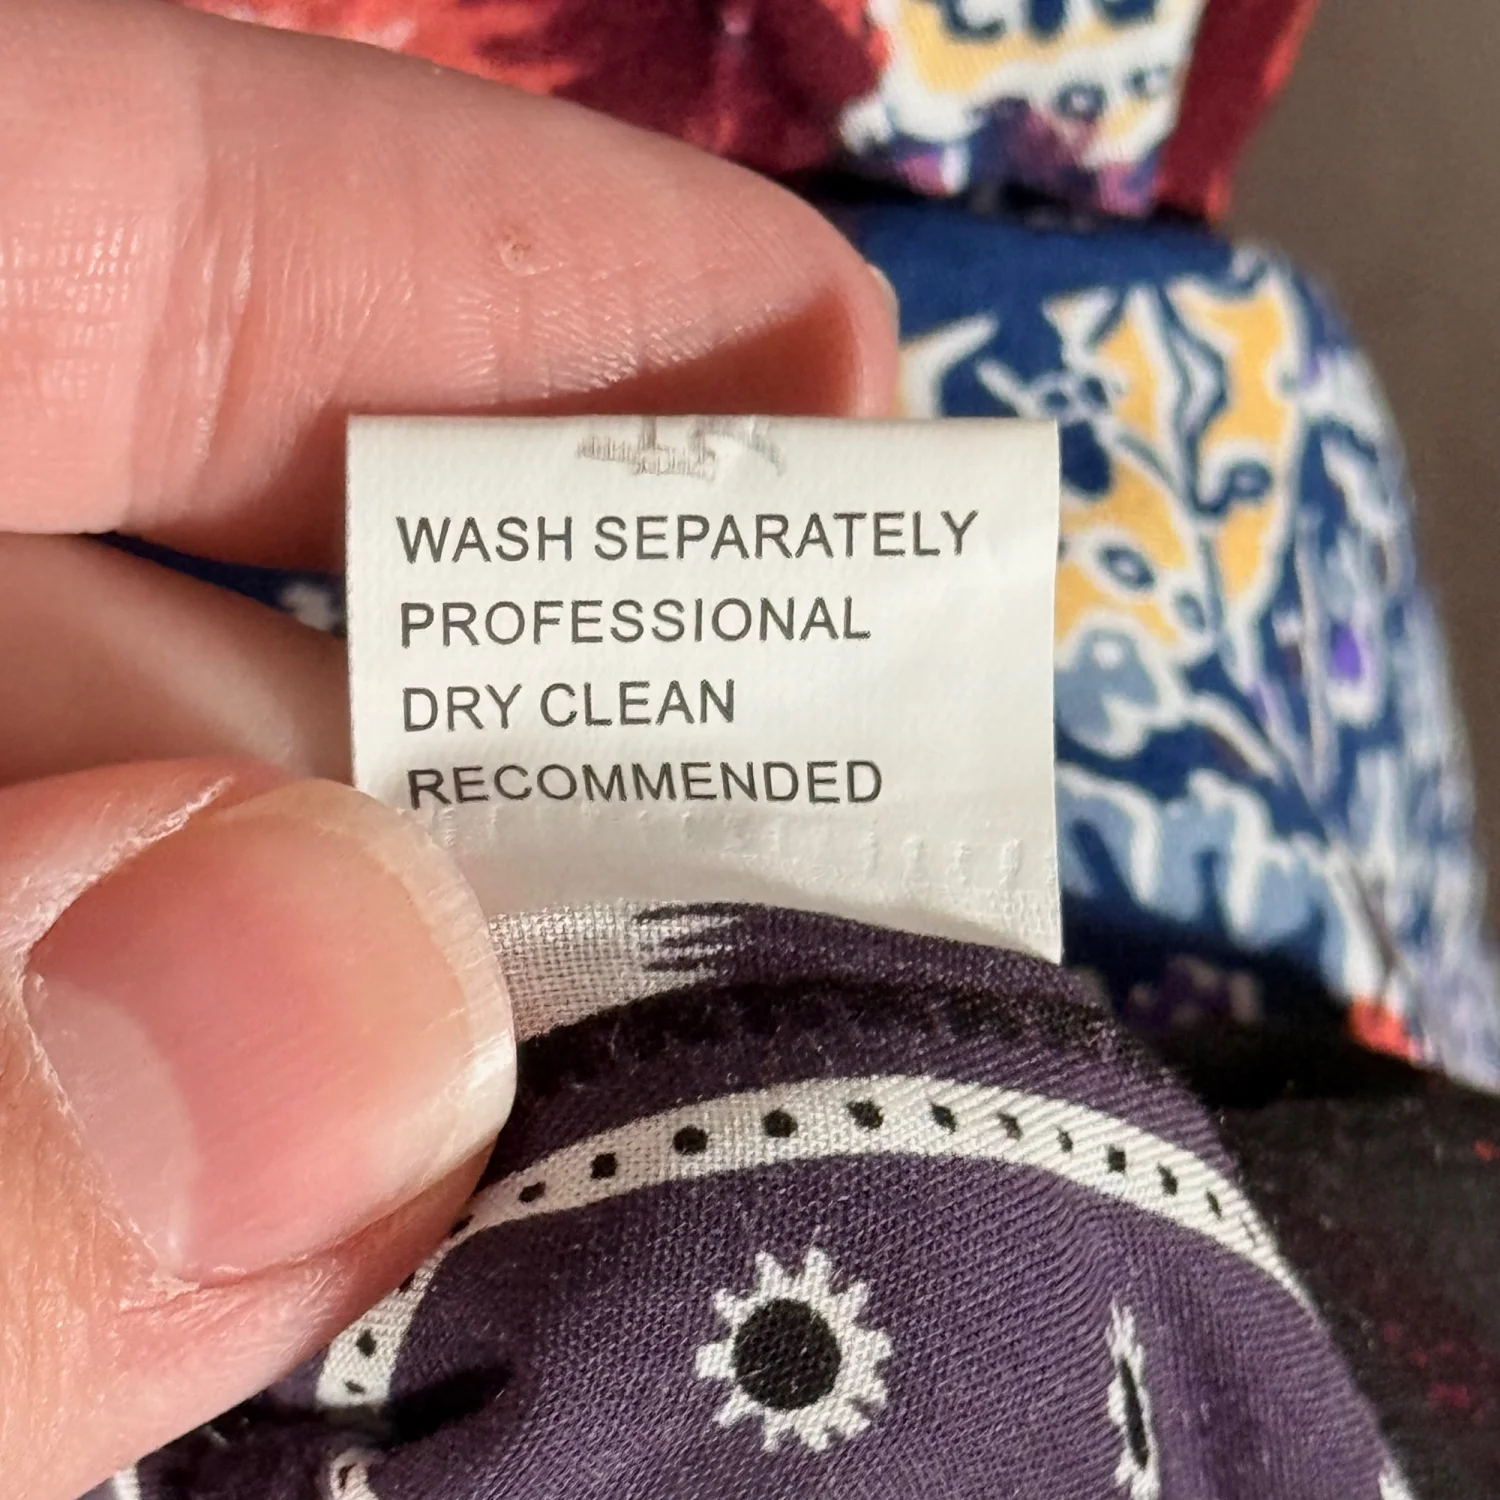 WASH SEPARATELY
PROFESSIONAL
DRY CLEAN
RECOMMENDED